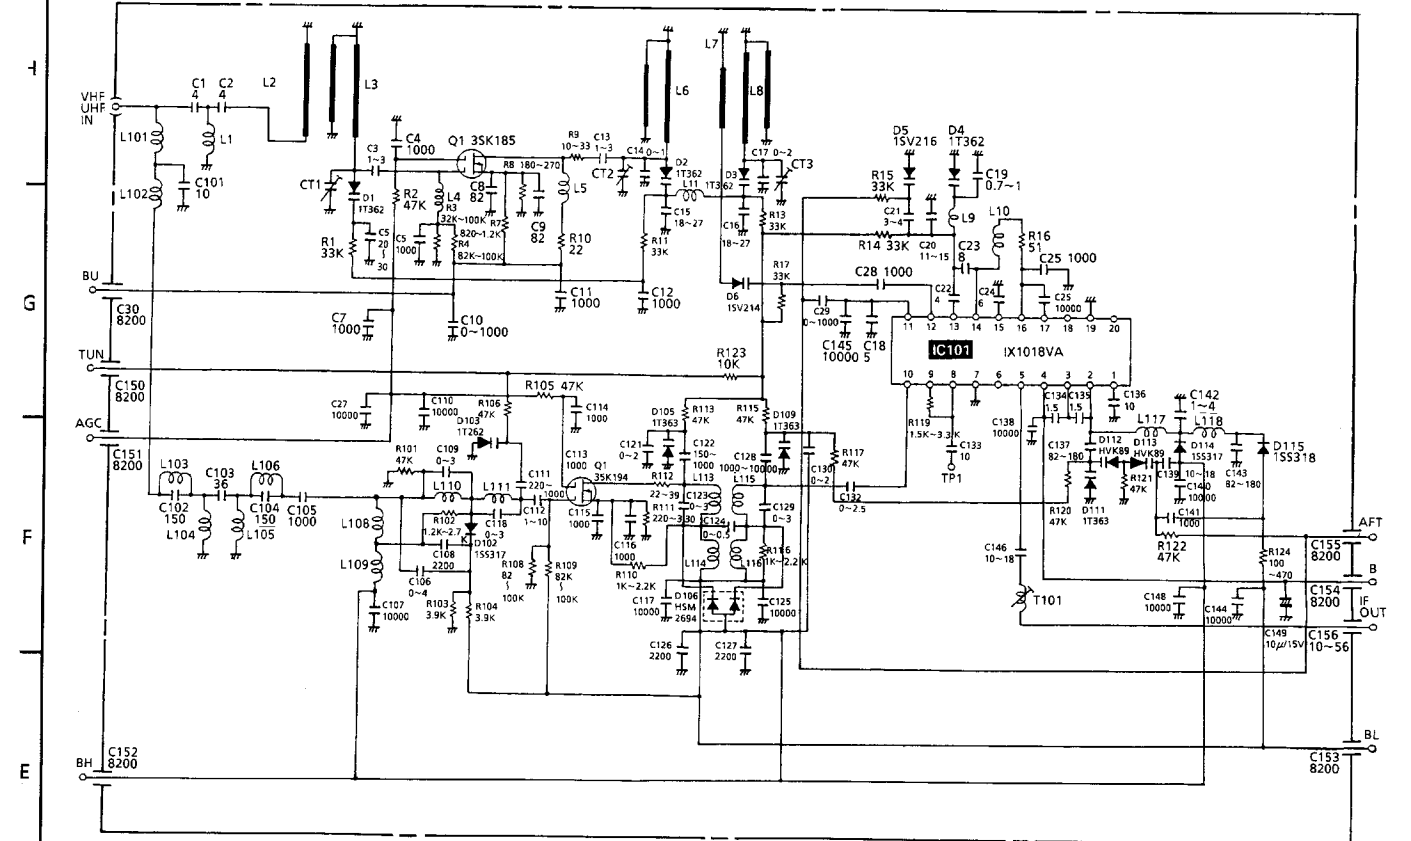 H
VHF
UHF
IN
C1
4
C2
4
L2
L3
L1
L101
L102
C101
10
CT1
C3
1~3
C4
1000
Q1 3SK185
D1
1T362
R1
33K
C5
20
~
30
R2
47K
L4
R3
32K~100K
R7
820~1.2K
R4
82K~100K
C5
1000
C8
82
R8 180~270
C9
82
L5
R10
22
R9
10~33
C13
1~3
CT2
C14 0~1
L6
D2
1T362
L11
1T362
C15
18~27
R11
33K
L7
L8
D3
C17 0~2
CT3
C16
18~27
R13
33K
D5
1SV216
D4
1T362
C19
0.7~1
R15
33K
C21
3~4
R14 33K
C20
11~15
L9
L10
C23
8
R16
51
C25 1000
C22
4
C24
6
C25
10000
G
BU
C30
8200
C7
1000
C10
0~1000
C11
1000
C12
1000
D6
1SV214
R17
33K
C28 1000
C29
0~1000
C145
10000
C18
5
11 12 13 14 15 16 17 18 19 20
IC101 IX1018VA
10 9 8 7 6 5 4 3 2 1
TUN
C150
8200
R123
10K
R105 47K
R106
47K
C27
10000
C110
10000
C114
1000
AGC
C151
8200
D103
1T262
R101
47K
C109
0~3
L110
L111
C111
220~
1000
C112
1~10
C113
1000
Q1
3SK194
C121
0~2
D105
1T363
R113
47K
C122
150~
1000
R115
47K
D109
1T363
C128
1000~10000
C130
0~2
R117
47K
C132
0~2.5
R119
1.5K~3.3K
C133
10
TP1
C138
10000
C134
1.5
C135
1.5
C136
10
C137
82~180
D112
HVK89
D113
HVK89
L117
C142
1~4
L118
D114
1SS317
D115
1SS318
C139
10~18
C140
10000
C143
82~180
R121
47K
D111
1T363
R120
47K
C141
1000
R122
47K
R124
100
~470
L103
C102
150
L104
C103
36
L106
C104
150
L105
C105
1000
L108
L109
R102
1.2K~2.7K
C118
0~3
D102
1SS317
C108
2200
C106
0~4
C107
10000
R103
3.9K
R104
3.9K
R108
82
~
100K
R109
82K
~
100K
C115
1000
C116
1000
R110
1K~2.2K
R112
22~39
R111
220~330
L113
C123
0~3
C124
0~0.5
L115
C129
0~3
L114
L116
R116
1K~2.2K
C117
10000
D106
HSM
2694
C125
10000
C126
2200
C127
2200
C146
10~18
T101
C148
10000
C144
10000
C149
10μ/15V
F
AFT
C155
8200
B
C154
8200
IF
OUT
C156
10~56
E
BH
C152
8200
BL
C153
8200